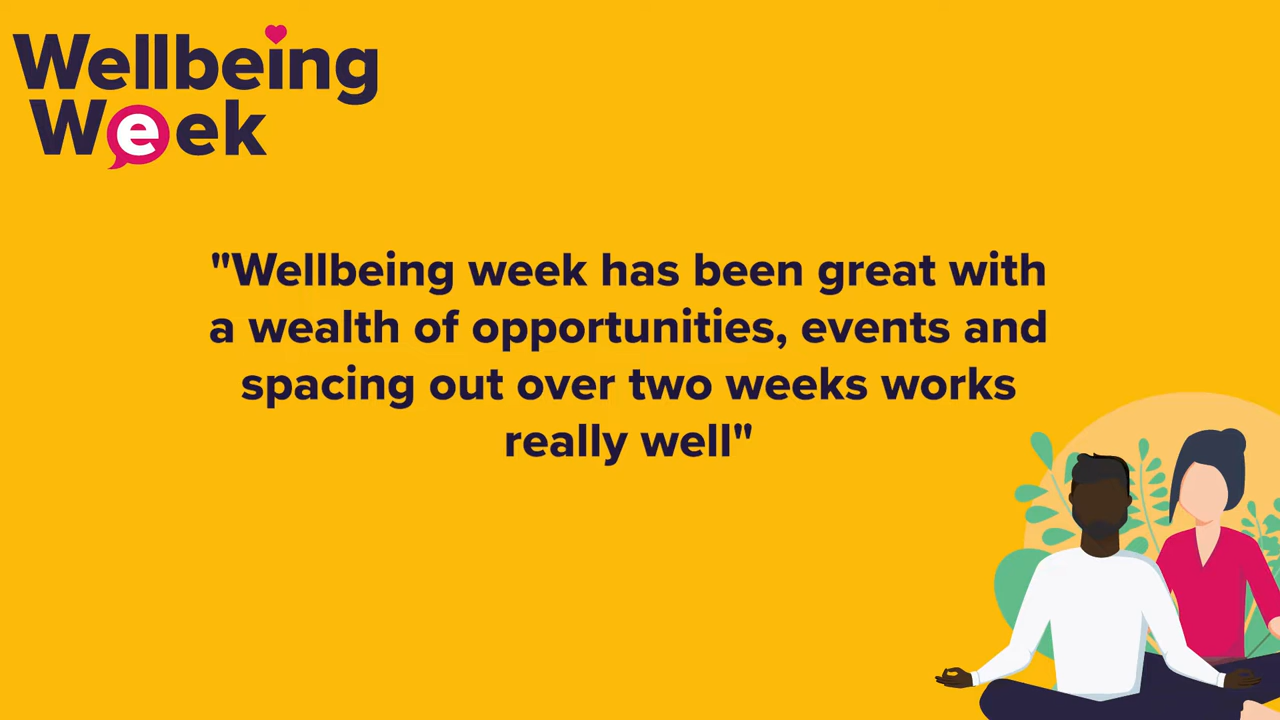 Wellbeing
Week
"Wellbeing week has been great with
a wealth of opportunities, events and
spacing out over two weeks works
really well"